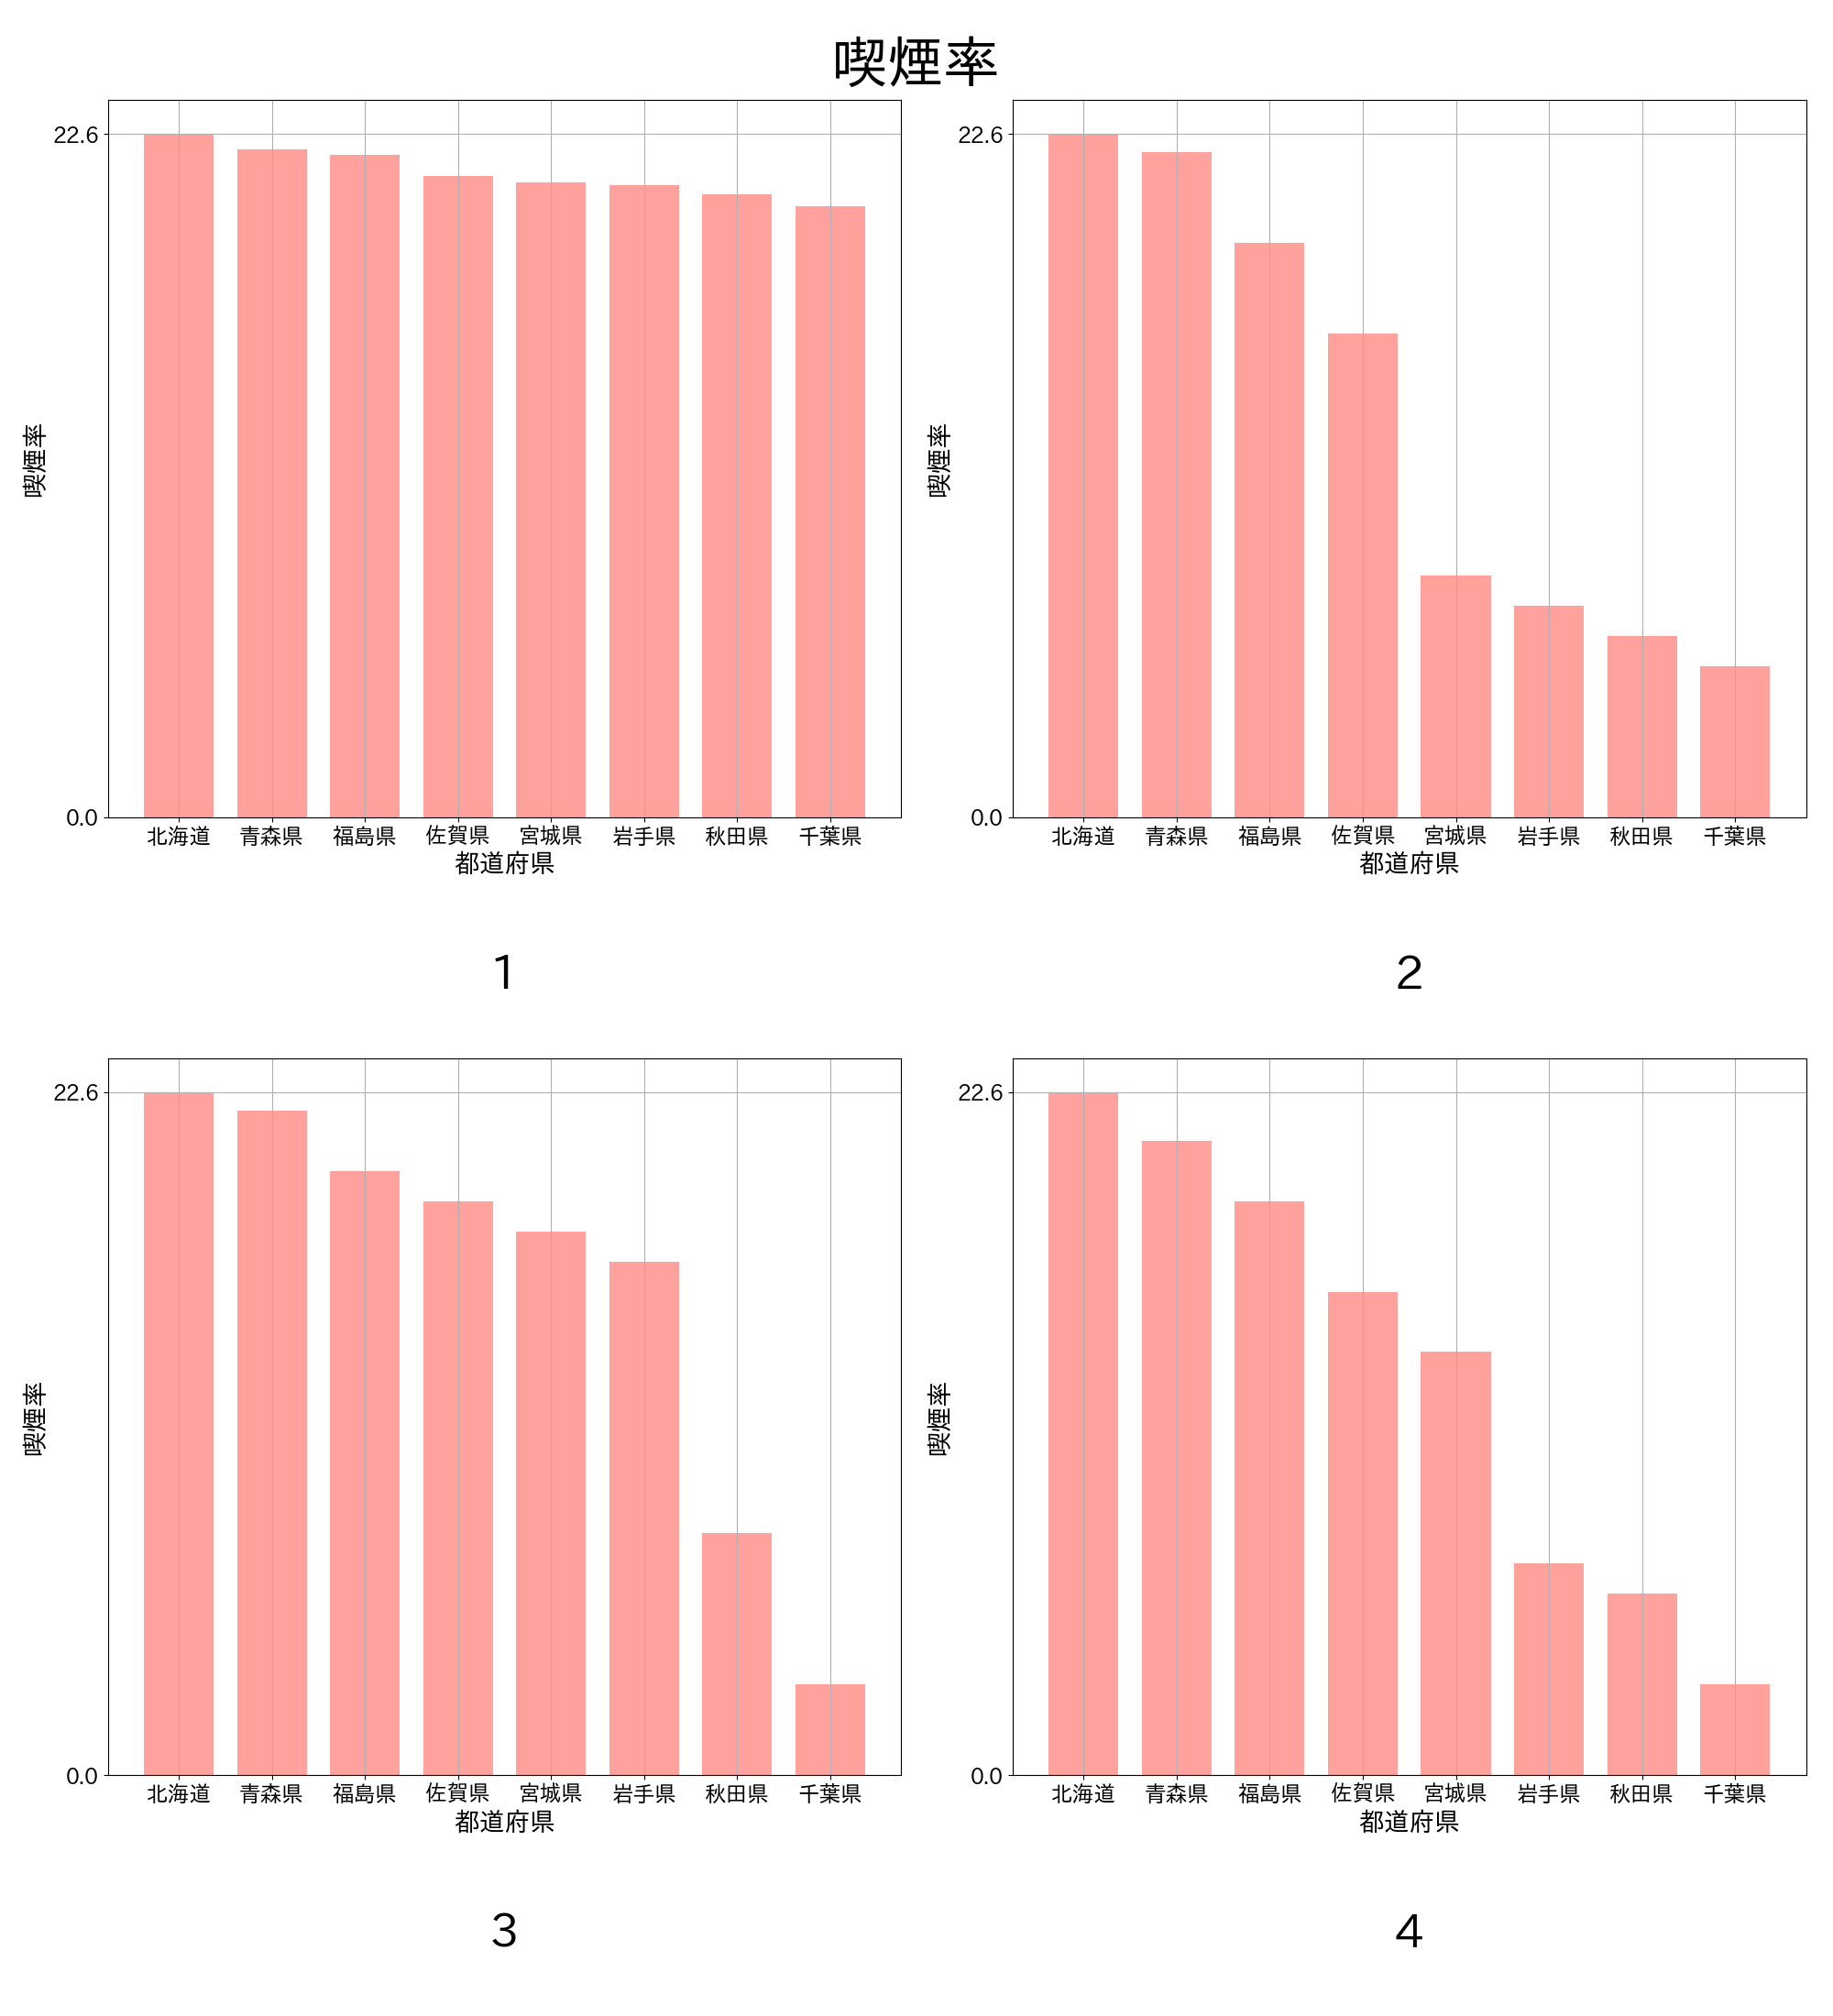 喫煙率
22.6
0.0
喫煙率
北海道 青森県 福島県 佐賀県 宮城県 岩手県 秋田県 千葉県
都道府県
1
22.6
0.0
喫煙率
北海道 青森県 福島県 佐賀県 宮城県 岩手県 秋田県 千葉県
都道府県
2
22.6
0.0
喫煙率
北海道 青森県 福島県 佐賀県 宮城県 岩手県 秋田県 千葉県
都道府県
3
22.6
0.0
喫煙率
北海道 青森県 福島県 佐賀県 宮城県 岩手県 秋田県 千葉県
都道府県
4